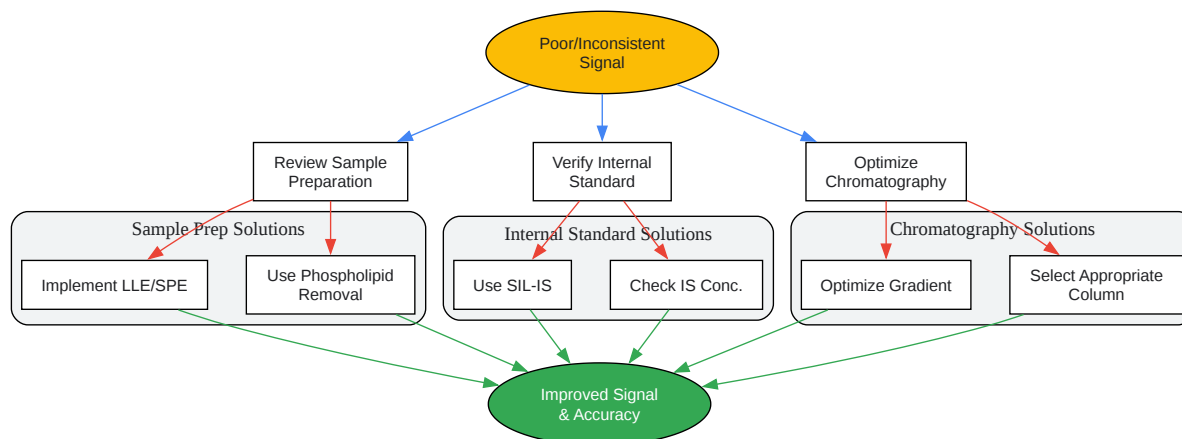 Poor/Inconsistent
Signal
Review Sample
Preparation
Verify Internal
Standard
Optimize
Chromatography
Sample Prep Solutions
Internal Standard Solutions
Chromatography Solutions
Implement LLE/SPE
Use Phospholipid
Removal
Use SIL-IS
Check IS Conc.
Optimize Gradient
Select Appropriate
Column
Improved Signal
& Accuracy